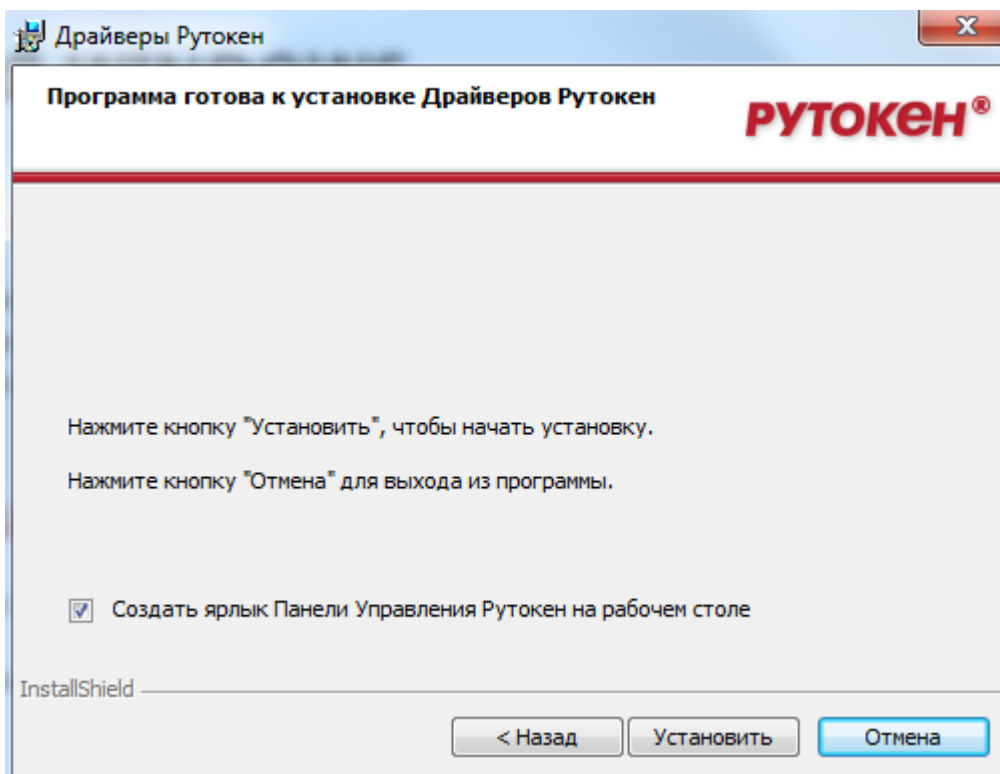 Драйверы Рутокен
Программа готова к установке Драйверов Рутокен
РУТОКЕН®
Нажмите кнопку "Установить", чтобы начать установку.
Нажмите кнопку "Отмена" для выхода из программы.
Создать ярлык Панели Управления Рутокен на рабочем столе
InstallShield
< Назад
Установить
Отмена